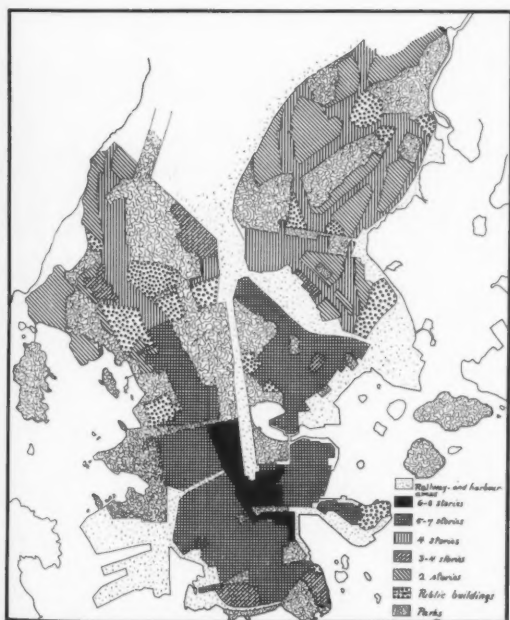 Railway- and harbour
areas
6-8 stories
5-7 stories
4 stories
3-4 stories
2 stories
Public buildings
Parks